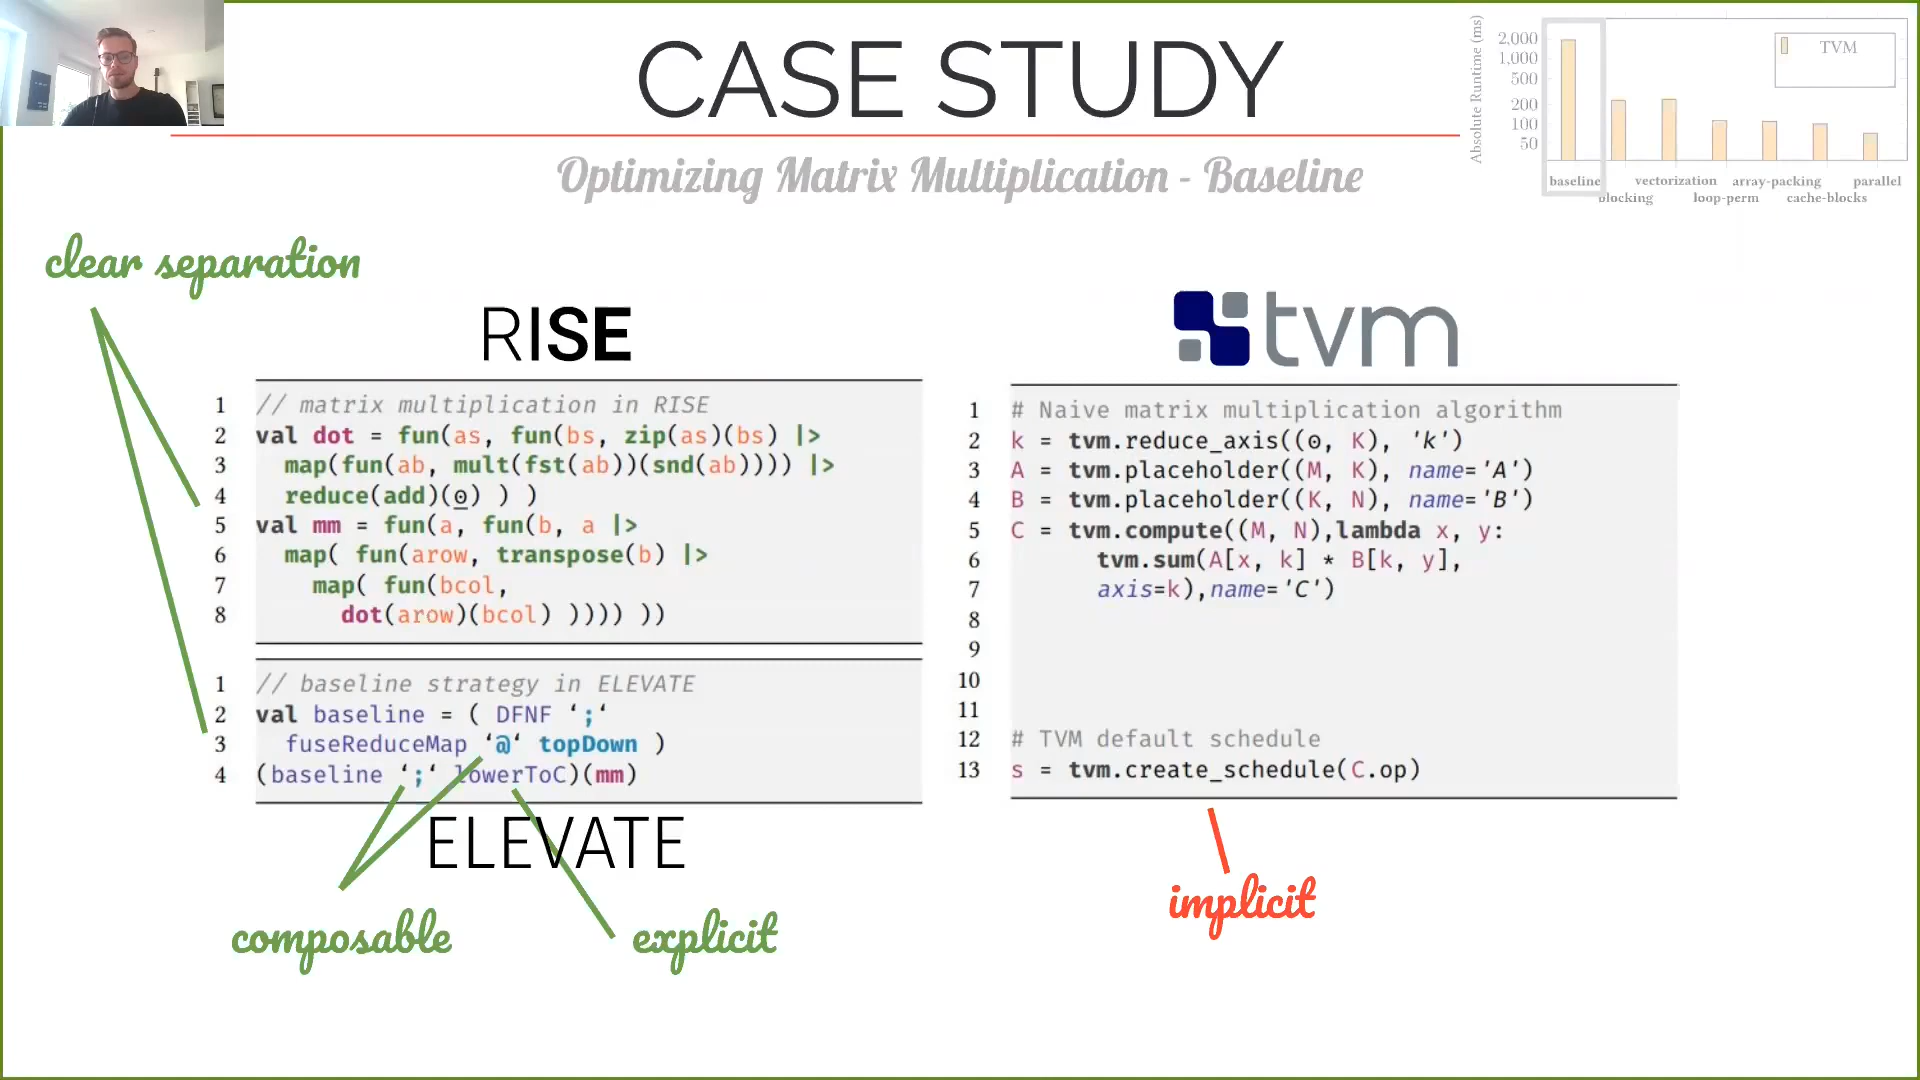 CASE STUDY
Optimizing Matrix Multiplication - Baseline
Absolute Runtime (ms)
2,000
1,000
500
200
100
50
TVM
baseline
blocking
vectorization
loop-perm
array-packing
cache-blocks
parallel
clear separation
RISE
1 // matrix multiplication in RISE
2 val dot = fun(as, fun(bs, zip(as)(bs) |>
3 map(fun(ab, mult(fst(ab))(snd(ab)))) |>
4 reduce(add)(0) ) )
5 val mm = fun(a, fun(b, a |>
6 map( fun(arow, transpose(b) |>
7 map( fun(bcol,
8 dot(arow)(bcol) )))) ))
1 // baseline strategy in ELEVATE
2 val baseline = ( DFNF ‘;‘
3 fuseReduceMap ‘@‘ topDown )
4 (baseline ‘;‘ lowerToC)(mm)
ELEVATE
composable
explicit
tvm
1 # Naive matrix multiplication algorithm
2 k = tvm.reduce_axis((0, K), 'k')
3 A = tvm.placeholder((M, K), name='A')
4 B = tvm.placeholder((K, N), name='B')
5 C = tvm.compute((M, N),lambda x, y:
6 tvm.sum(A[x, k] * B[k, y],
7 axis=k),name='C')
8
9
10
11
12 # TVM default schedule
13 s = tvm.create_schedule(C.op)
implicit